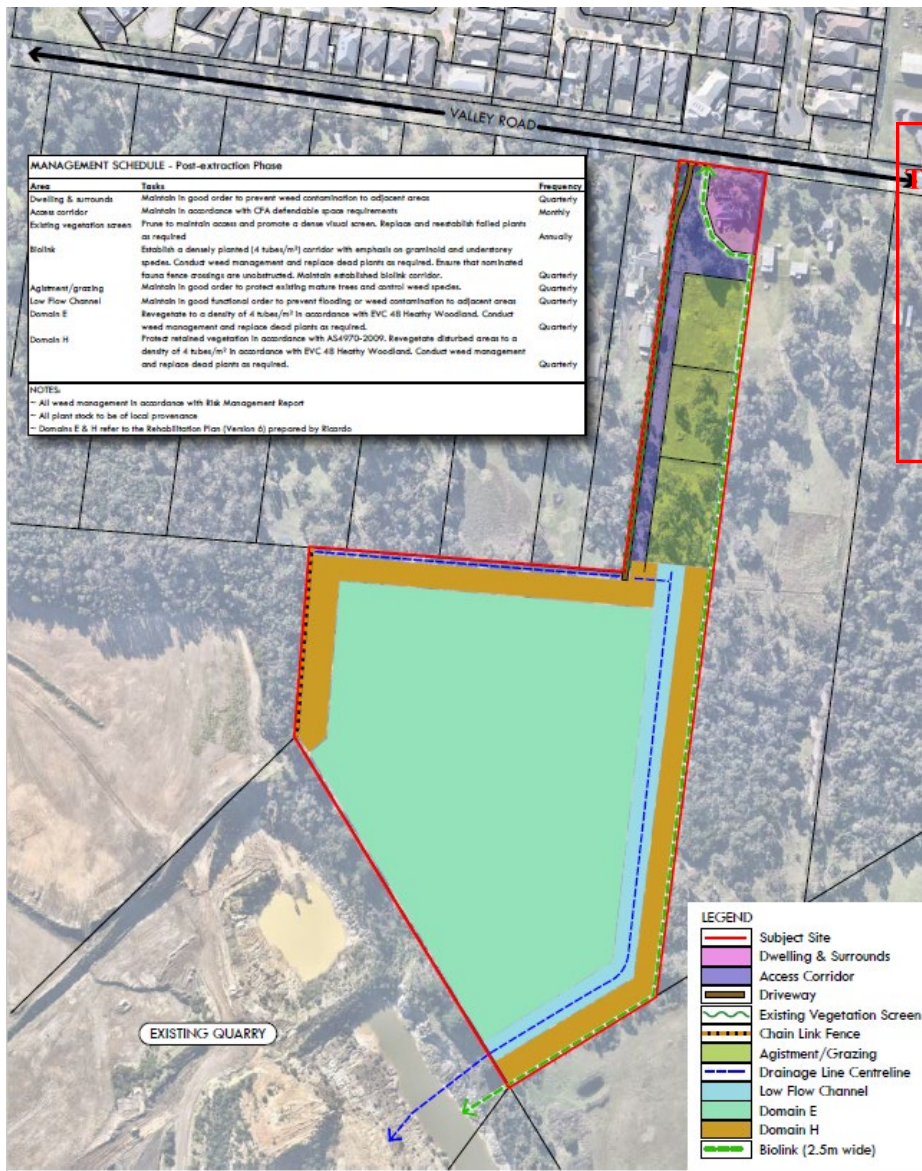 VALLEY ROAD
T
MANAGEMENT SCHEDULE - Post-extraction Phase
Area Tasks Frequency
Dwelling & surrounds Maintain in good order to prevent weed contamination to adjacent areas Quarterly
Access corridor Maintain in accordance with CFA defendable space requirements Monthly
Existing vegetation screen Prune to maintain access and promote a dense visual screen. Replace and reestablish failed plants
as required Annually
Biolink Establish a densely planted (4 tubes/m²) corridor with emphasis on graminoid and understorey
species. Conduct weed management and replace dead plants as required. Ensure that nominated
fauna fence crossings are unobstructed. Maintain established biolink corridor. Quarterly
Agistment/grazing Maintain in good order to protect existing mature trees and control weed species. Quarterly
Low Flow Channel Maintain in good functional order to prevent flooding or weed contamination to adjacent areas Quarterly
Domain E Revegetate to a density of 4 tubes/m² in accordance with EVC 48 Heathy Woodland. Conduct
weed management and replace dead plants as required. Quarterly
Domain H Protect retained vegetation in accordance with AS4970-2009. Revegetate disturbed areas to a
density of 4 tubes/m² in accordance with EVC 48 Heathy Woodland. Conduct weed management
and replace dead plants as required. Quarterly
NOTES:
~ All weed management in accordance with Risk Management Report
~ All plant stock to be of local provenance
~ Domains E & H refer to the Rehabilitation Plan (Version 6) prepared by Ricardo
EXISTING QUARRY
LEGEND
Subject Site
Dwelling & Surrounds
Access Corridor
Driveway
Existing Vegetation Screen
Chain Link Fence
Agistment/Grazing
Drainage Line Centreline
Low Flow Channel
Domain E
Domain H
Biolink (2.5m wide)